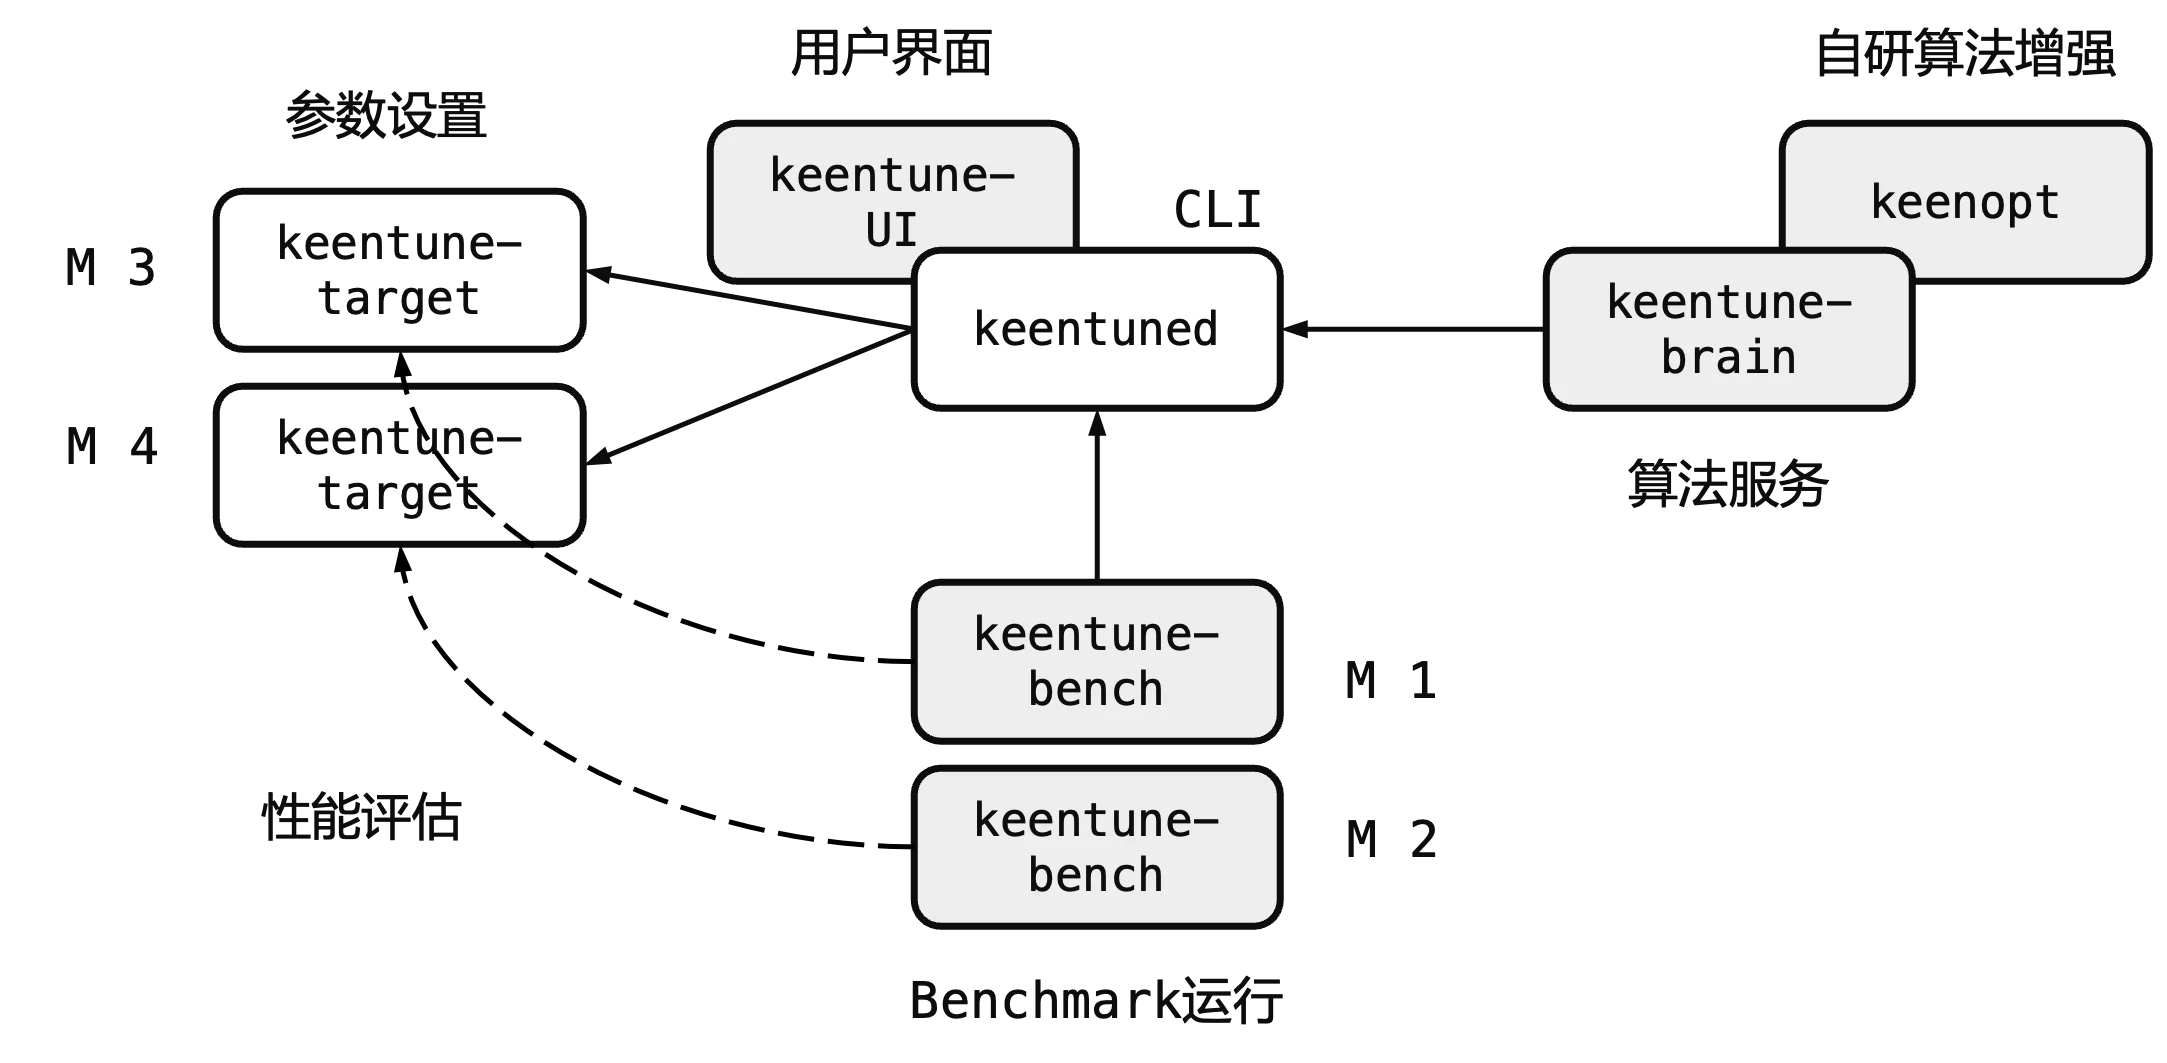 用户界面
自研算法增强
参数设置
keentune-
UI
CLI
keenopt
M 3
keentune-
target
keentuned
keentune-
brain
M 4
keentune-
target
算法服务
keentune-
bench
M 1
性能评估
keentune-
bench
M 2
Benchmark运行